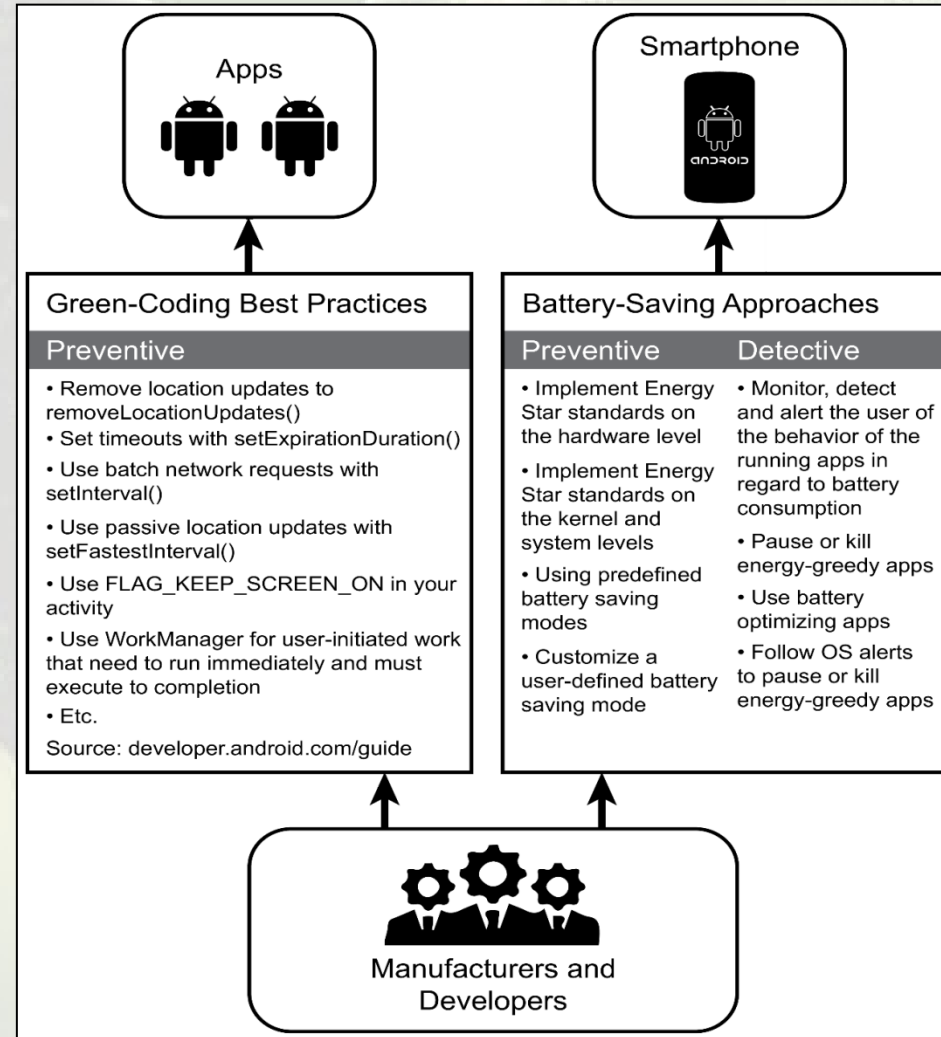 Apps
Smartphone
ANDROID
Green-Coding Best Practices
Preventive
• Remove location updates to
removeLocationUpdates()
• Set timeouts with setExpirationDuration()
• Use batch network requests with
setInterval()
• Use passive location updates with
setFastestInterval()
• Use FLAG_KEEP_SCREEN_ON in your
activity
• Use WorkManager for user-initiated work
that need to run immediately and must
execute to completion
• Etc.
Source: developer.android.com/guide
Battery-Saving Approaches
Preventive
• Implement Energy
Star standards on
the hardware level
• Implement Energy
Star standards on
the kernel and
system levels
• Using predefined
battery saving
modes
• Customize a
user-defined battery
saving mode
Detective
• Monitor, detect
and alert the user of
the behavior of the
running apps in
regard to battery
consumption
• Pause or kill
energy-greedy apps
• Use battery
optimizing apps
• Follow OS alerts
to pause or kill
energy-greedy apps
Manufacturers and
Developers